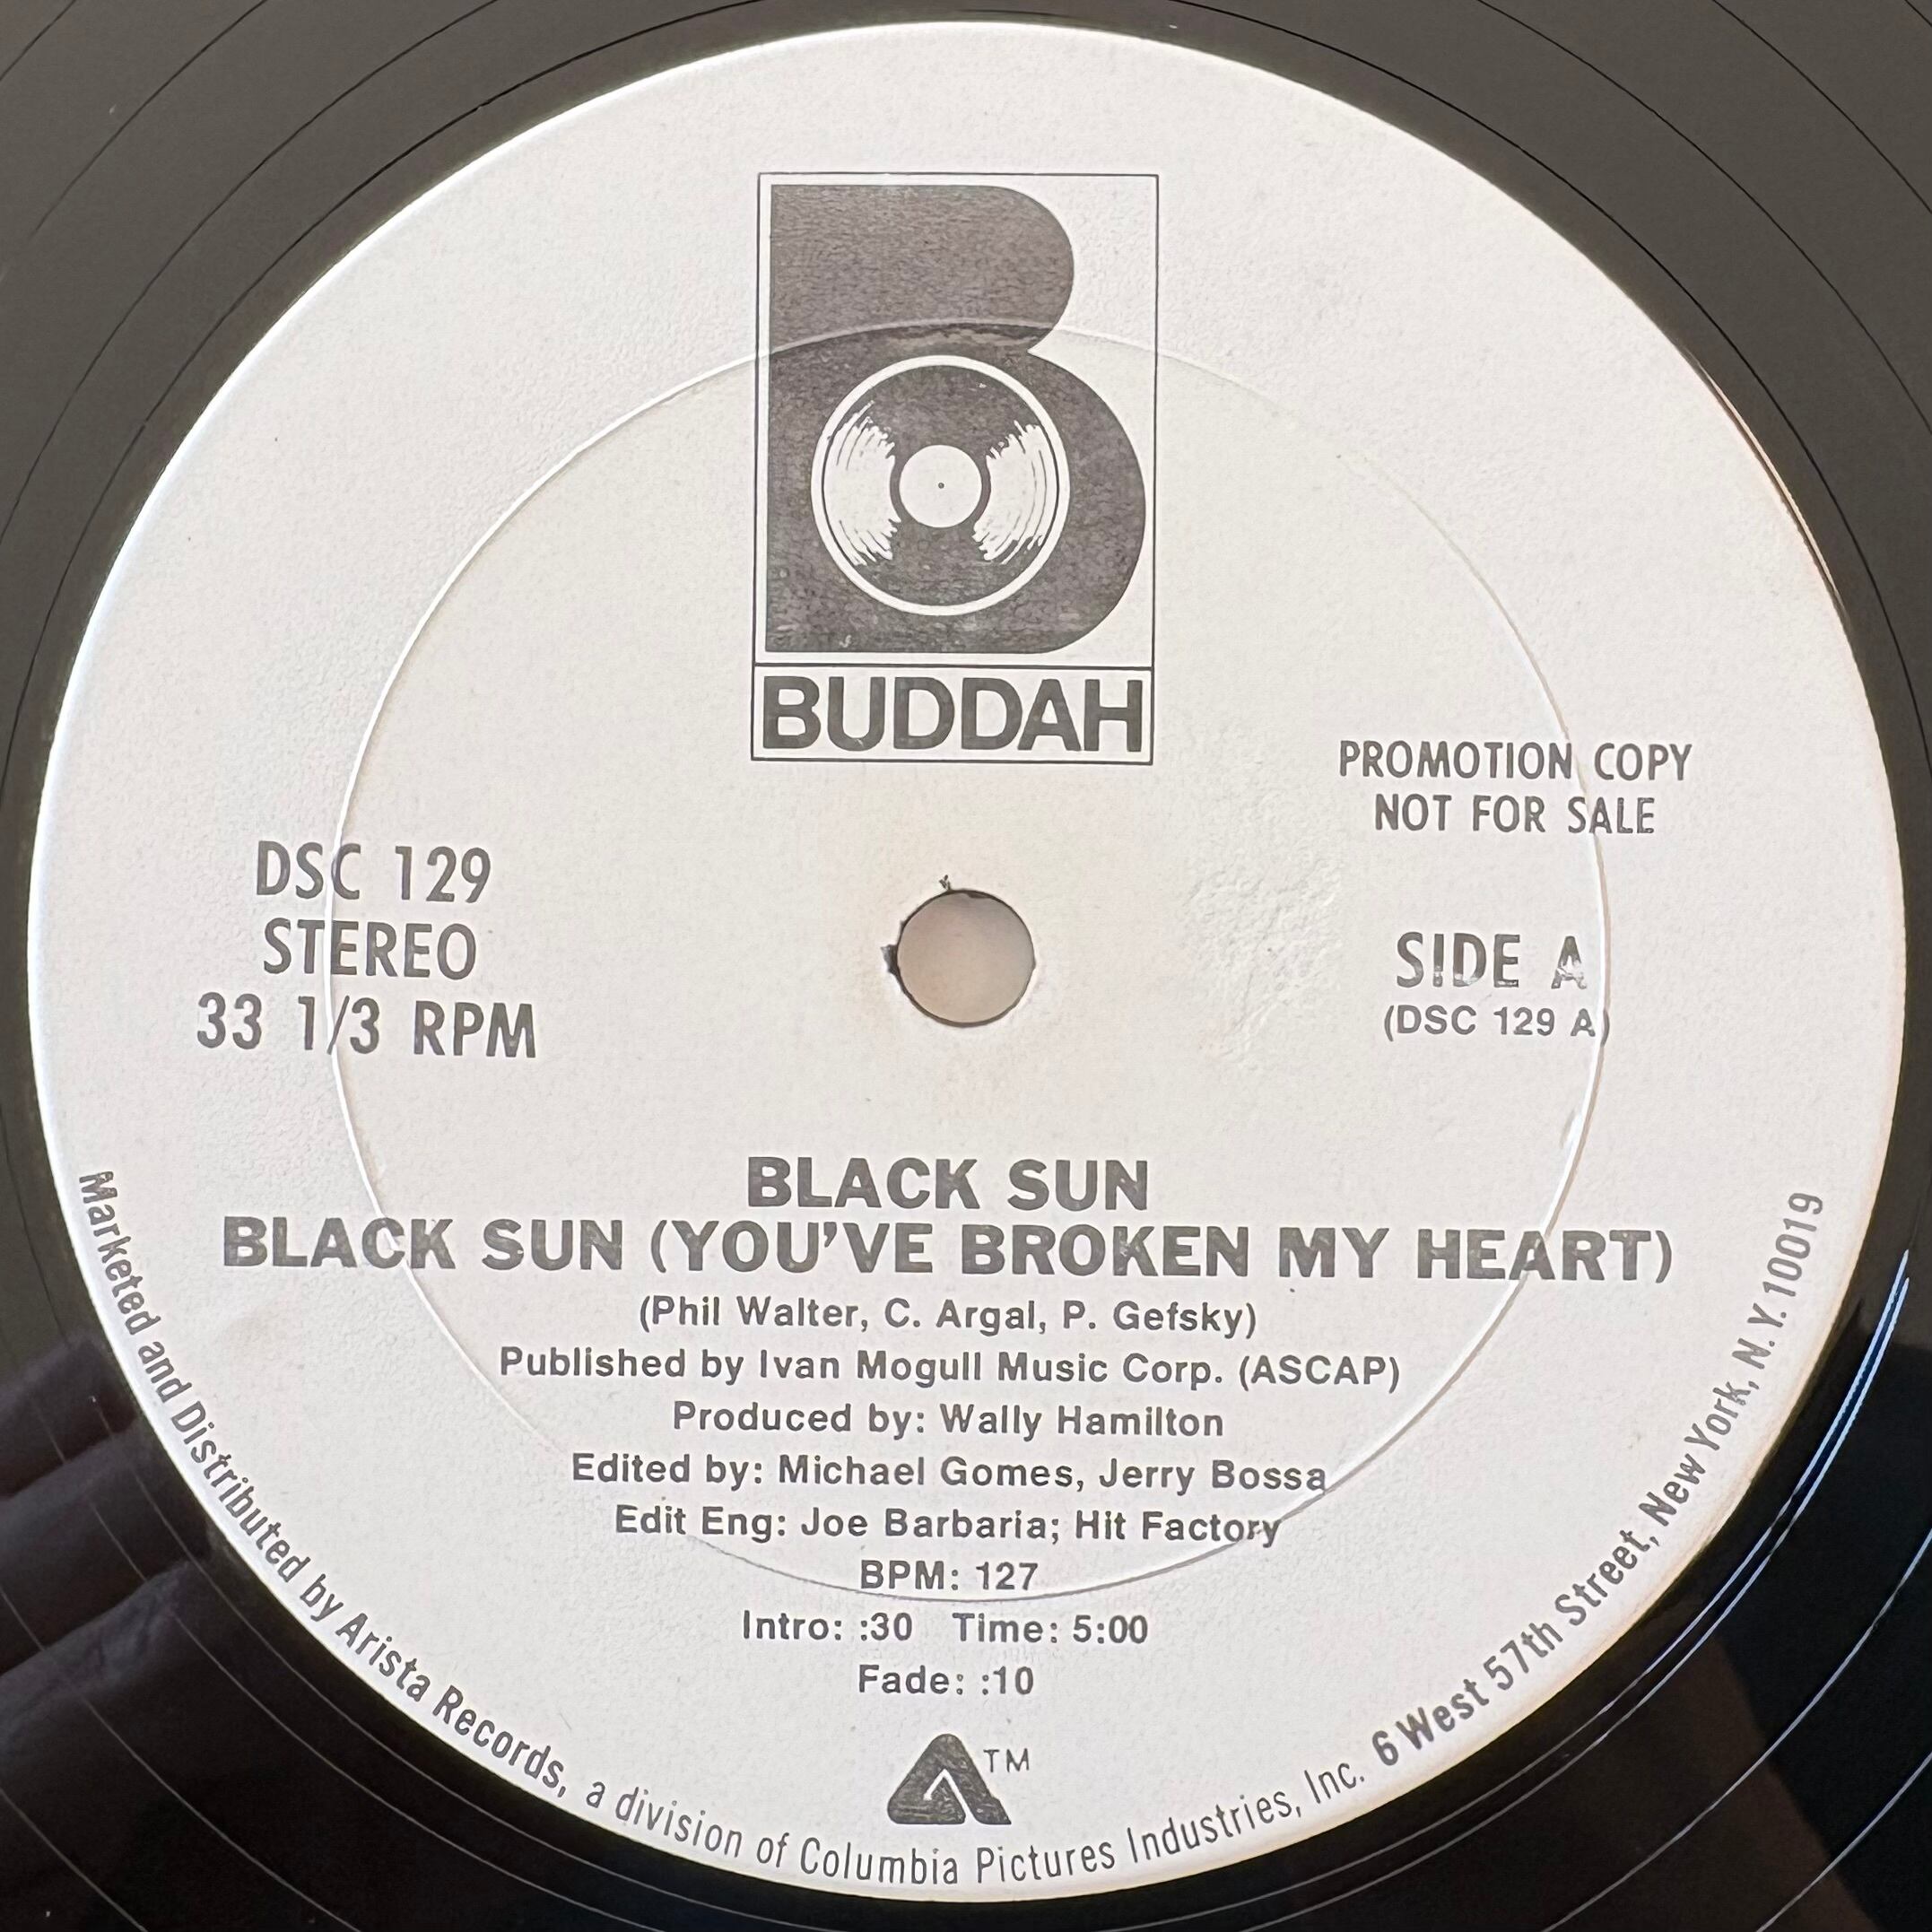 BUDDAH
PROMOTION COPY
NOT FOR SALE
DSC 129
STEREO
33 1/3 RPM
SIDE A
(DSC 129 A)
BLACK SUN
BLACK SUN (YOU'VE BROKEN MY HEART)
(Phil Walter, C. Argal, P. Gefsky)
Published by Ivan Mogull Music Corp. (ASCAP)
Produced by: Wally Hamilton
Edited by: Michael Gomes, Jerry Bossa
Edit Eng: Joe Barbaria; Hit Factory
BPM: 127
Intro: :30 Time: 5:00
Fade: :10
TM
Marketed and Distributed by Arista Records, a division of Columbia Pictures Industries, Inc. 6 West 57th Street, New York, N.Y. 10019